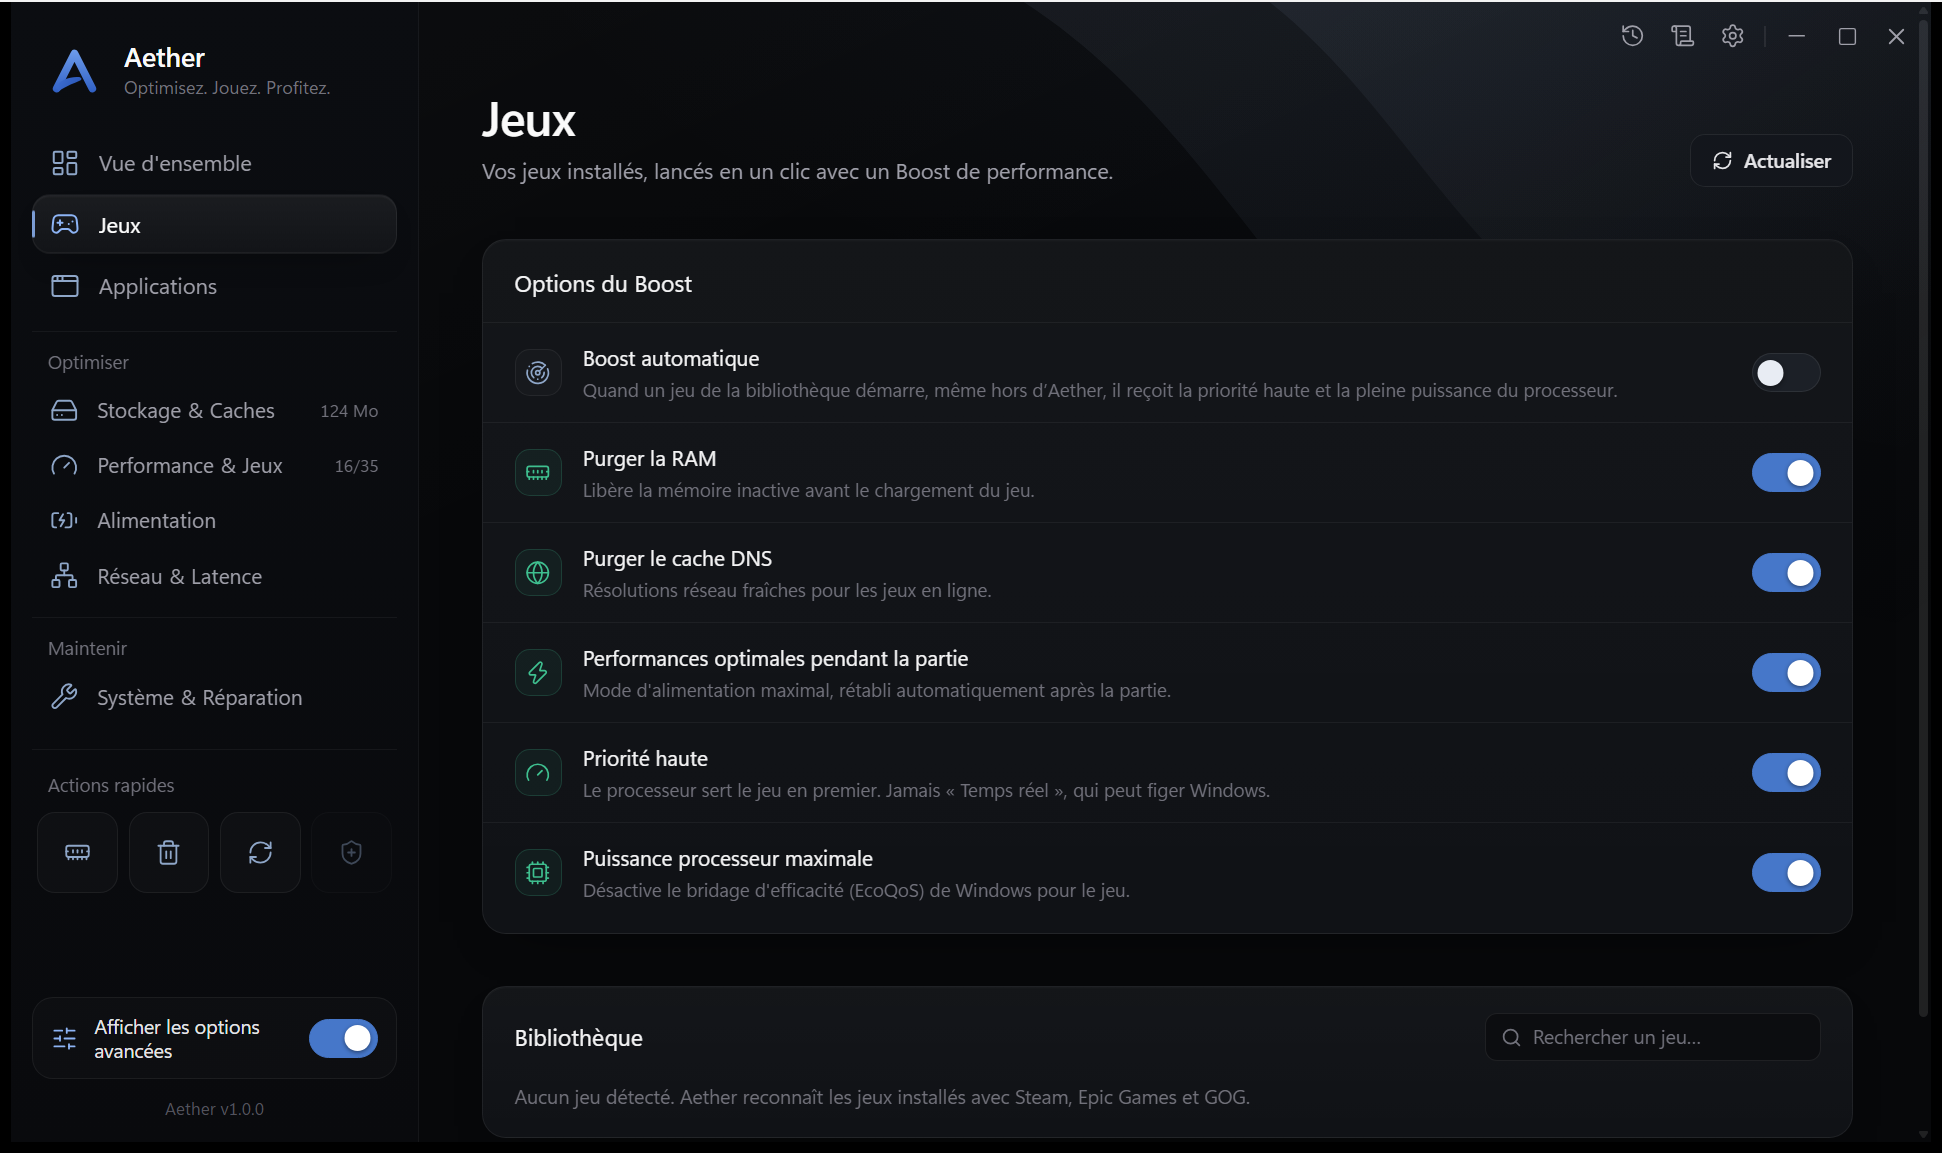 Aether
Optimisez. Jouez. Profitez.
Vue d'ensemble
Jeux
Applications
Optimiser
Stockage & Caches 124 Mo
Performance & Jeux 16/35
Alimentation
Réseau & Latence
Maintenir
Système & Réparation
Actions rapides
Afficher les options
avancées
Aether v1.0.0
Jeux
Vos jeux installés, lancés en un clic avec un Boost de performance.
Actualiser
Options du Boost
Boost automatique
Quand un jeu de la bibliothèque démarre, même hors d’Aether, il reçoit la priorité haute et la pleine puissance du processeur.
Purger la RAM
Libère la mémoire inactive avant le chargement du jeu.
Purger le cache DNS
Résolutions réseau fraîches pour les jeux en ligne.
Performances optimales pendant la partie
Mode d'alimentation maximal, rétabli automatiquement après la partie.
Priorité haute
Le processeur sert le jeu en premier. Jamais « Temps réel », qui peut figer Windows.
Puissance processeur maximale
Désactive le bridage d'efficacité (EcoQoS) de Windows pour le jeu.
Bibliothèque
Rechercher un jeu...
Aucun jeu détecté. Aether reconnaît les jeux installés avec Steam, Epic Games et GOG.